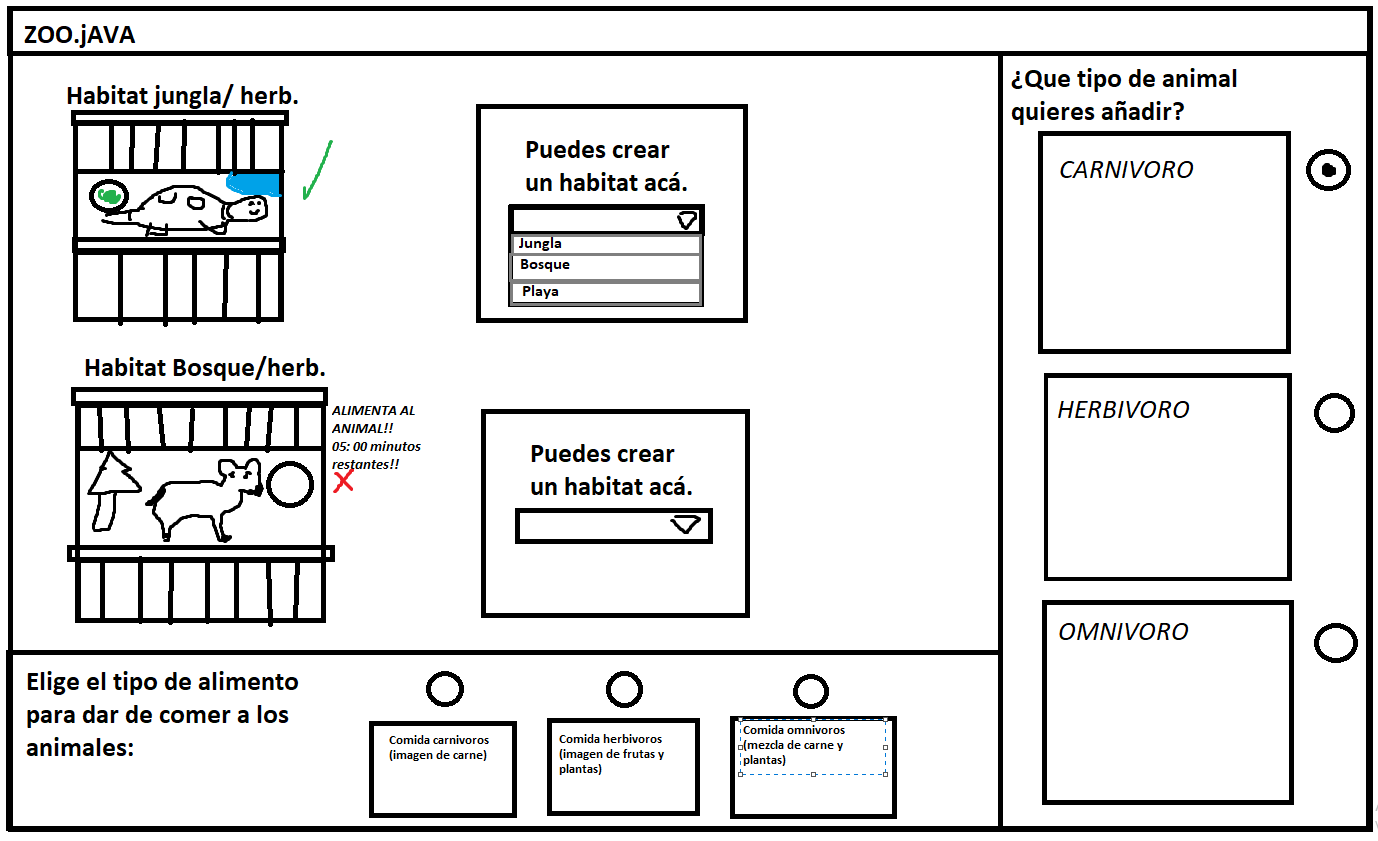 ZOO.jAVA
Habitat jungla/ herb.
Puedes crear
un habitat acá.
Jungla
Bosque
Playa
Habitat Bosque/herb.
ALIMENTA AL
ANIMAL!!
05: 00 minutos
restantes!!
Puedes crear
un habitat acá.
¿Que tipo de animal
quieres añadir?
CARNIVORO
HERBIVORO
OMNIVORO
Elige el tipo de alimento
para dar de comer a los
animales:
Comida carnivoros
(imagen de carne)
Comida herbivoros
(imagen de frutas y
plantas)
Comida omnivoros
(mezcla de carne y
plantas)